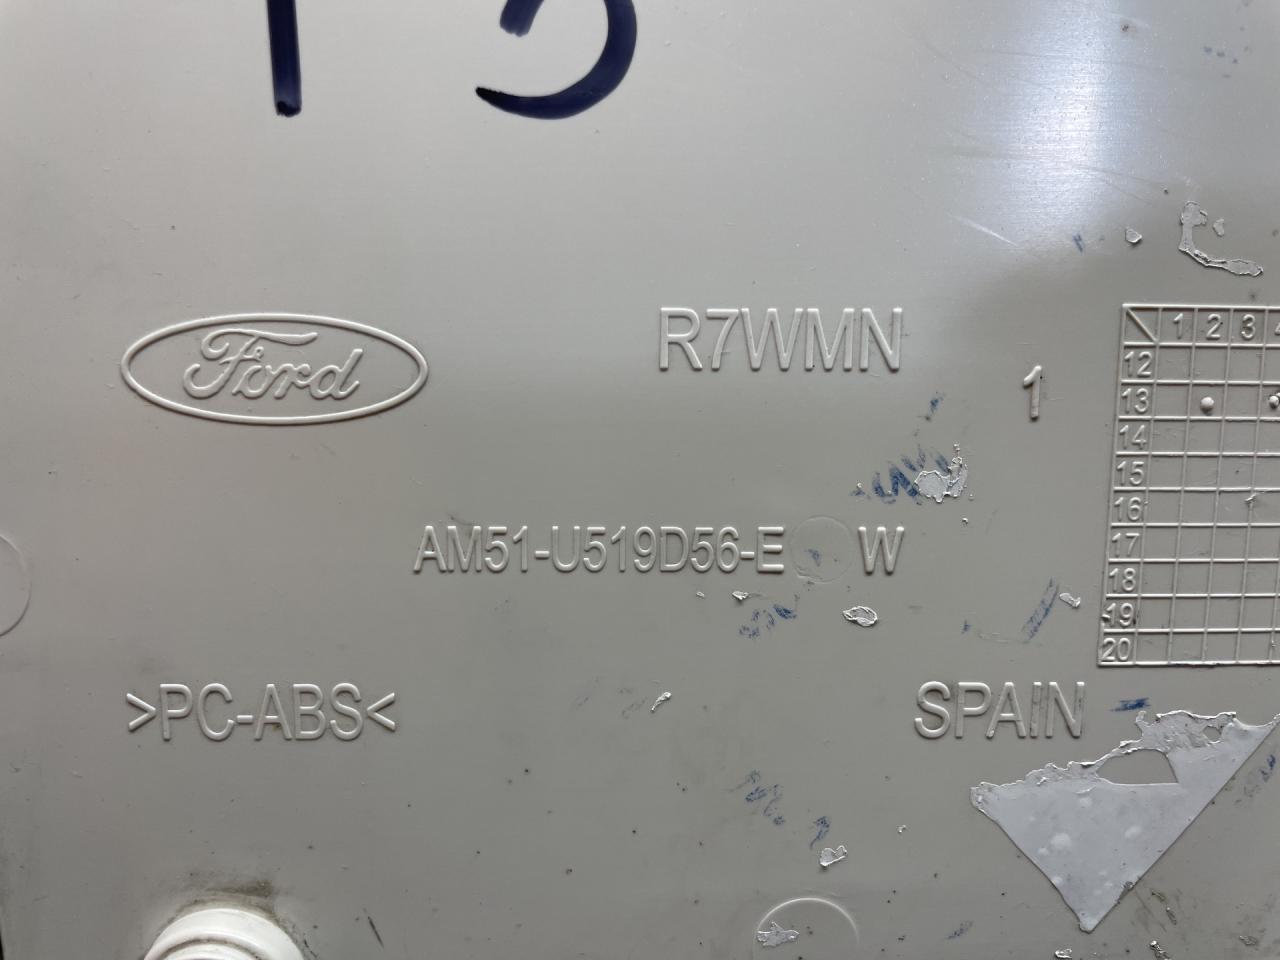 Ford
R7WMN
1
1 2 3
12
13
14
15
16
17
18
19
20
AM51-U519D56-E W
>PC-ABS<
SPAIN